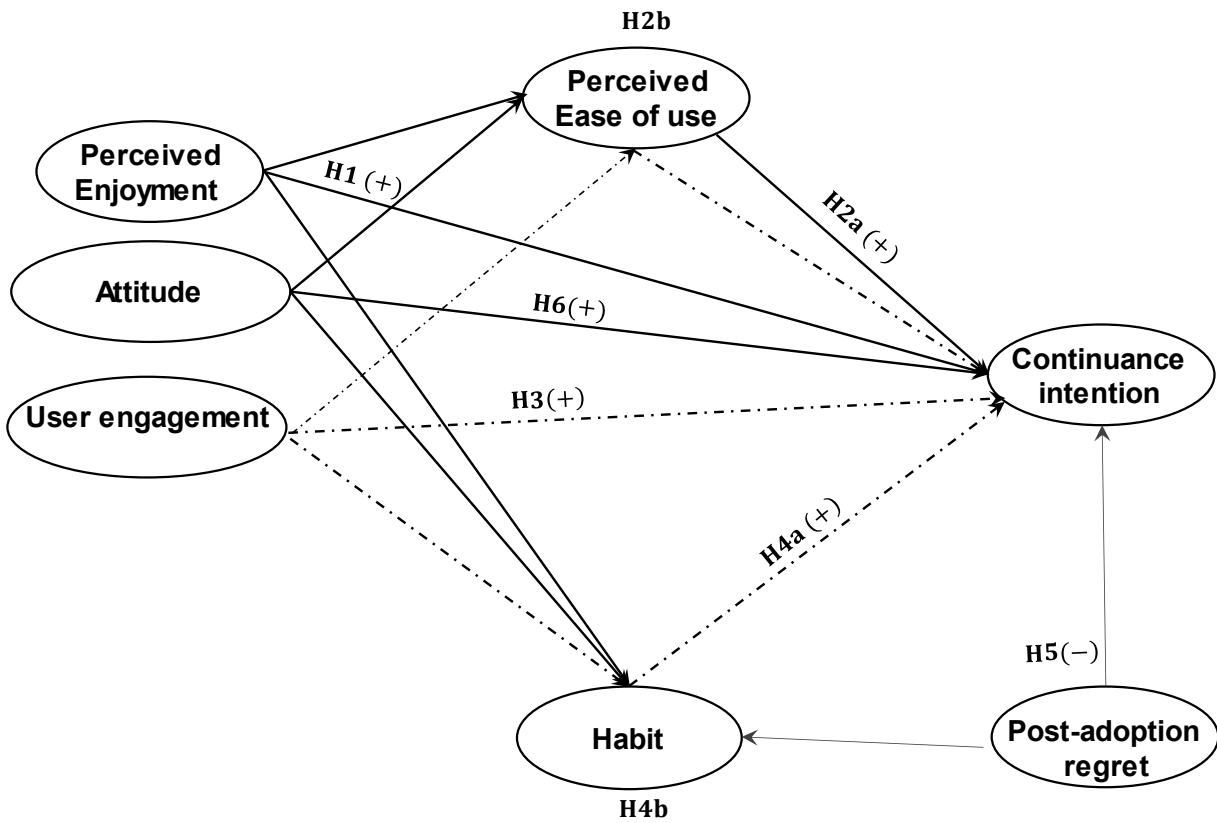 H2b
Perceived
Ease of use
Perceived
Enjoyment
H1 (+)
H2a (+)
Attitude
H6(+)
Continuance
intention
User engagement
H3(+)
H4a (+)
H5(−)
Habit
Post-adoption
regret
H4b